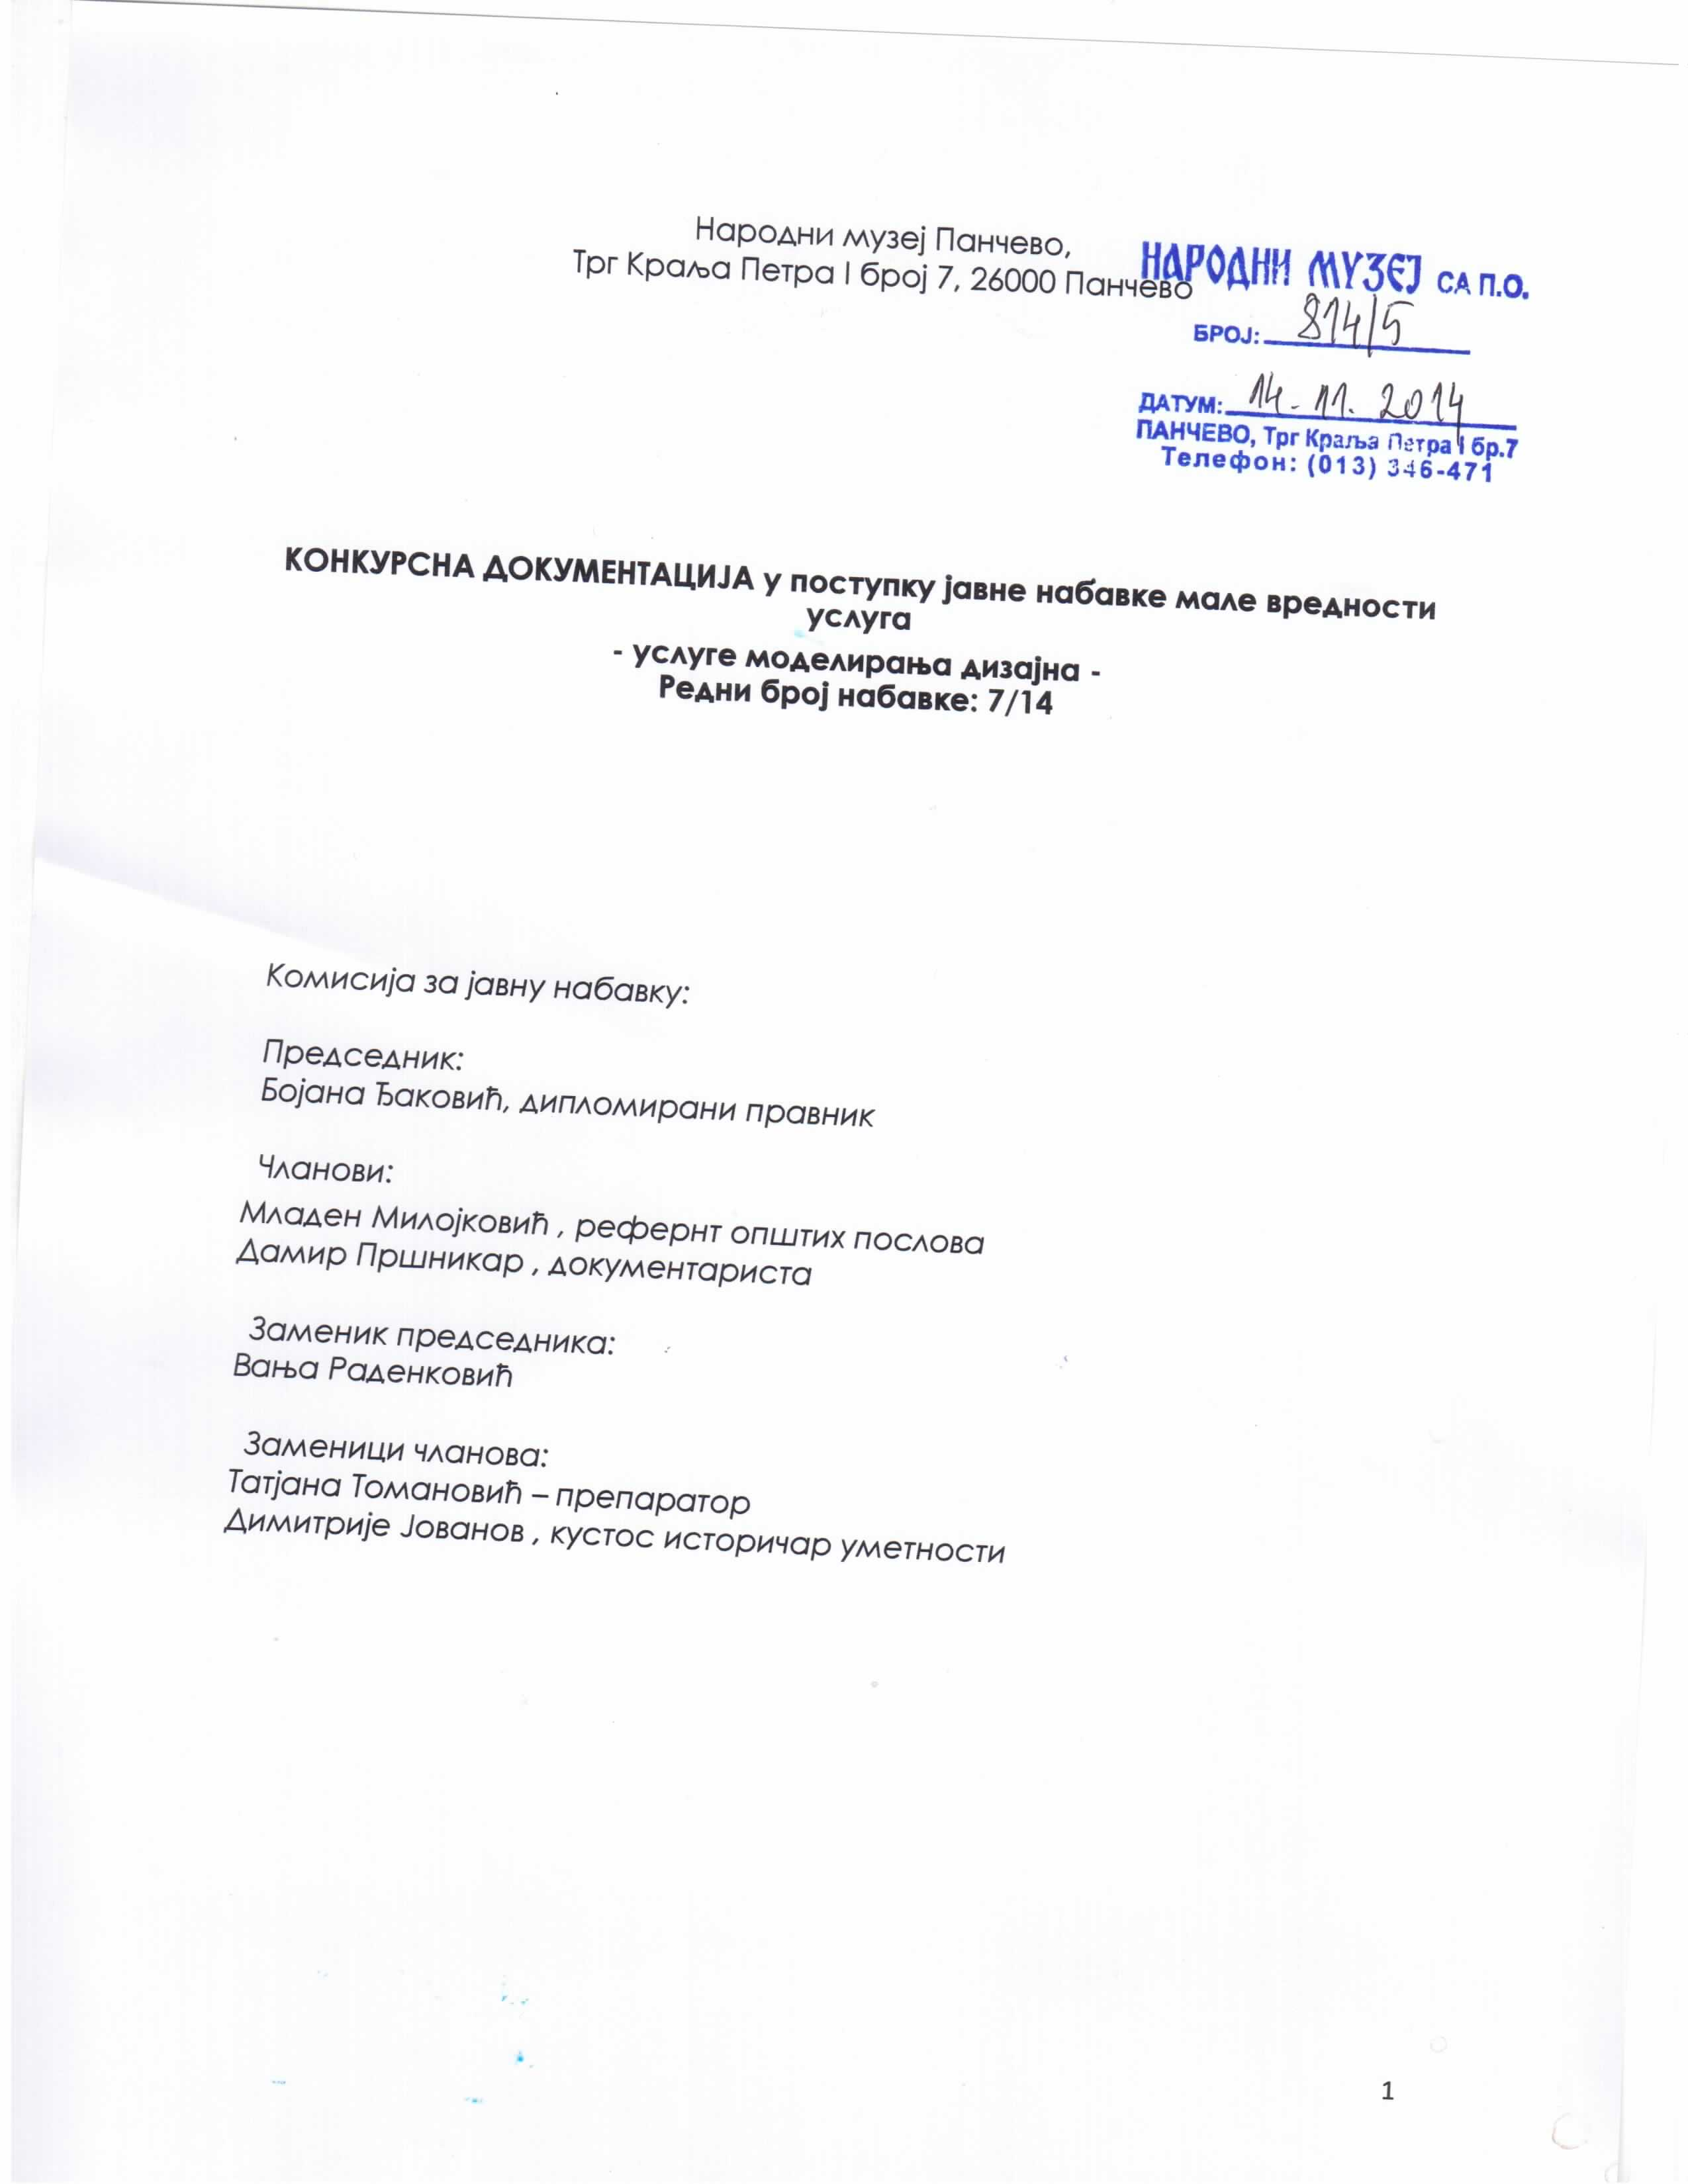 Народни музеј Панчево,
Трг Краља Петра I број 7, 26000 Панчево
НАРОДНИ МУЗЕЈ СА П.О.
БРОЈ: 814/5
ДАТУМ: 14. 11. 2014
ПАНЧЕВО, Трг Краља Петра I бр.7
Телефон: (013) 346-471
КОНКУРСНА ДОКУМЕНТАЦИЈА у поступку јавне набавке мале вредности
услуга
- услуге моделирања дизајна -
Редни број набавке: 7/14
Комисија за јавну набавку:
Председник:
Бојана Ђаковић, дипломирани правник
Чланови:
Младен Милојковић , рефернт општих послова
Дамир Пршникар , документариста
Заменик председника:
Вања Раденковић
Заменици чланова:
Татјана Томановић – препаратор
Димитрије Јованов , кустос историчар уметности
1